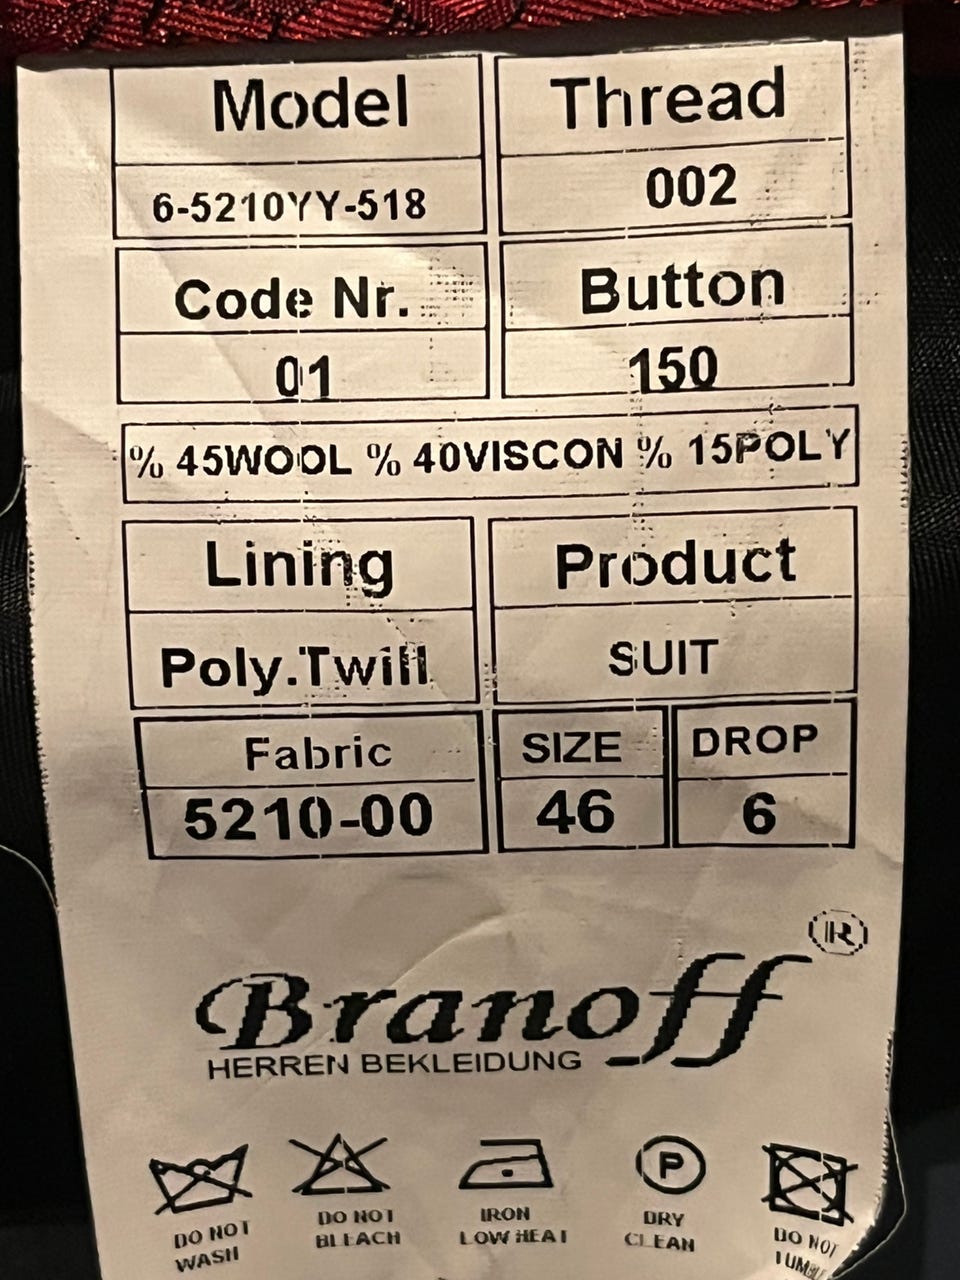 Model
Thread
6-5210YY-518
002
Code Nr.
Button
01
150
% 45WOOL % 40VISCON % 15POLY
Lining
Product
Poly.Twill
SUIT
Fabric
SIZE
DROP
5210-00
46
6
®
Branoff
HERREN BEKLEIDUNG
P
DO NOT
WASH
DO NOT
BLEACH
IRON
LOW HEAT
DRY
CLEAN
DO NOT
TUMBLE